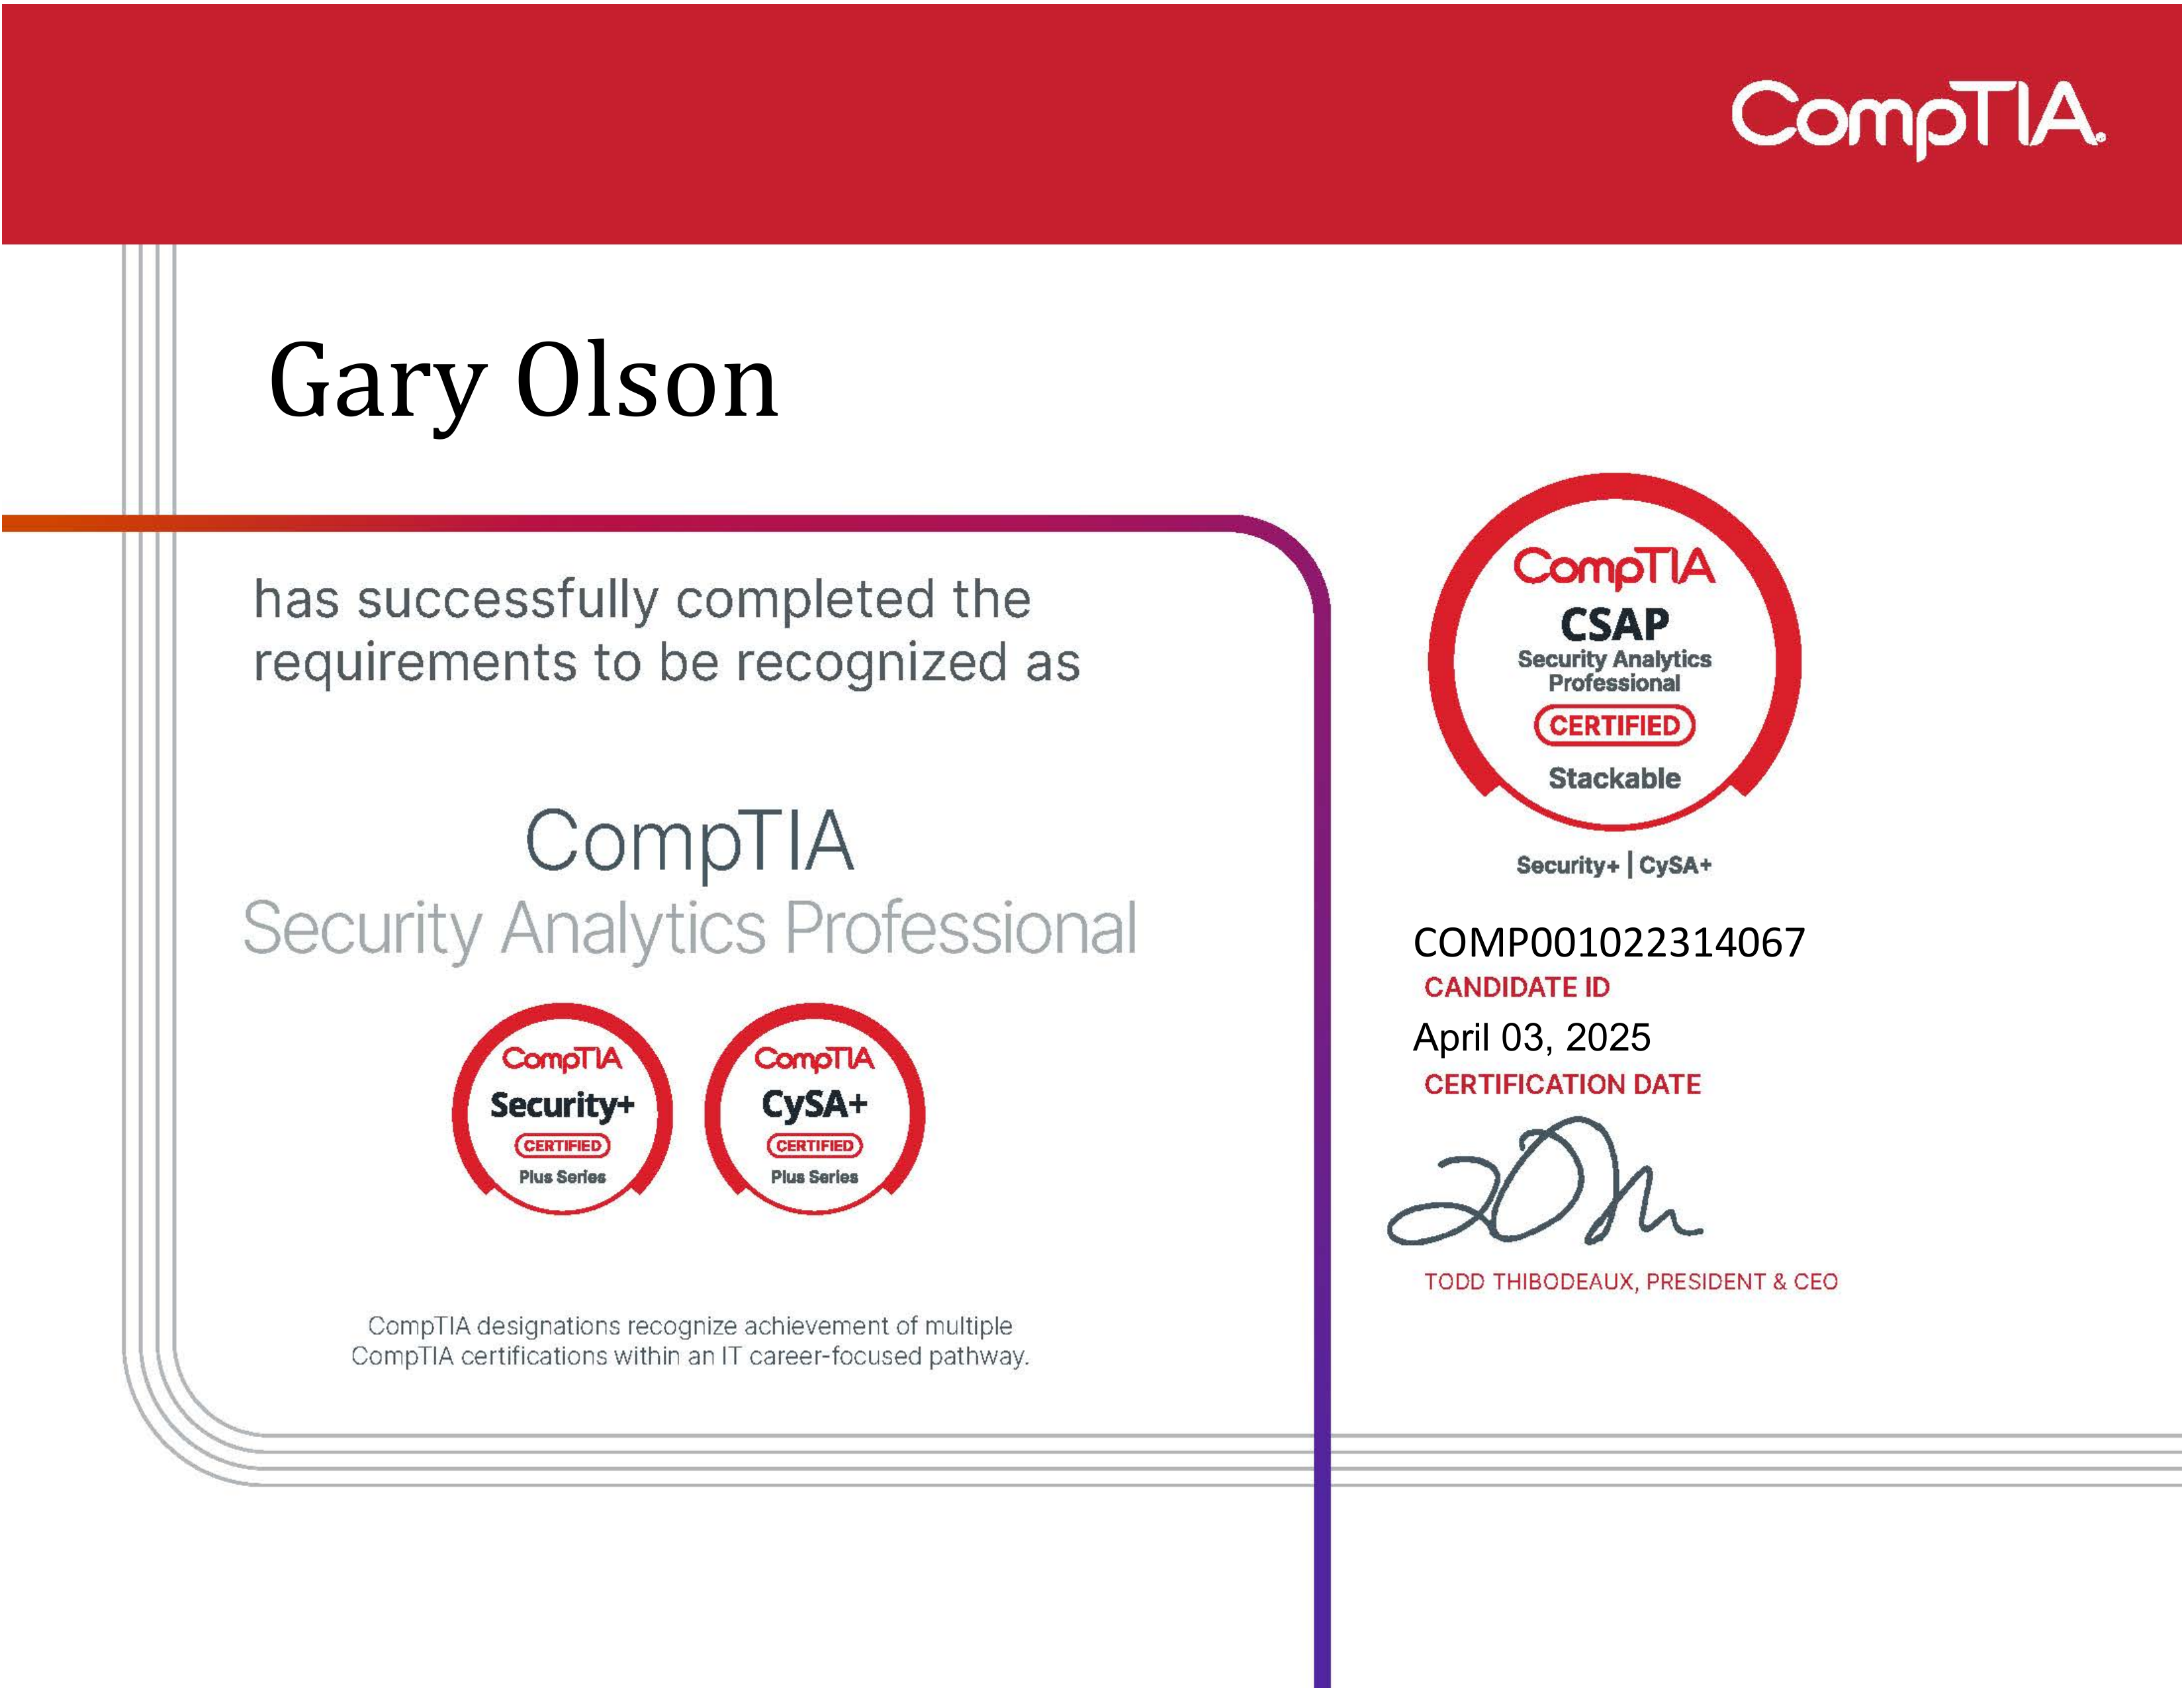 CompTIA.
Gary Olson
has successfully completed the
requirements to be recognized as
CompTIA
Security Analytics Professional
CompTIA
Security+
CERTIFIED
Plus Series
CompTIA
CySA+
CERTIFIED
Plus Series
CompTIA designations recognize achievement of multiple
CompTIA certifications within an IT career-focused pathway.
CompTIA
CSAP
Security Analytics
Professional
CERTIFIED
Stackable
Security+ | CySA+
COMP001022314067
CANDIDATE ID
April 03, 2025
CERTIFICATION DATE
TODD THIBODEAUX, PRESIDENT & CEO